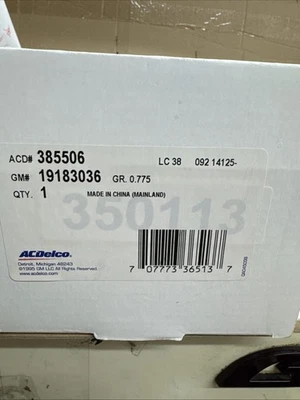 ACD# 385506 LC 38 092 14125-
GM# 19183036 GR. 0.775
QTY. 1 MADE IN CHINA (MAINLAND)
350113
ACDelco
Detroit, Michigan 48243
©1995 GM LLC All Rights Reserved.
www.acdelco.com
7 07773 36513 7